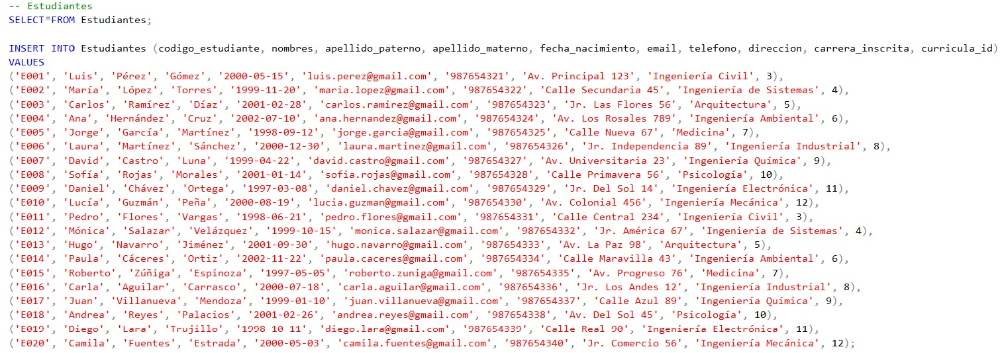 -- Estudiantes
SELECT*FROM Estudiantes;
INSERT INTO Estudiantes (codigo_estudiante, nombres, apellido_paterno, apellido_materno, fecha_nacimiento, email, telefono, direccion, carrera_inscrita, curricula_id)
VALUES
('E001', 'Luis', 'Pérez', 'Gómez', '2000-05-15', 'luis.perez@gmail.com', '987654321', 'Av. Principal 123', 'Ingeniería Civil', 3),
('E002', 'María', 'López', 'Torres', '1999-11-20', 'maria.lopez@gmail.com', '987654322', 'Calle Secundaria 45', 'Ingeniería de Sistemas', 4),
('E003', 'Carlos', 'Ramírez', 'Díaz', '2001-02-28', 'carlos.ramirez@gmail.com', '987654323', 'Jr. Las Flores 56', 'Arquitectura', 5),
('E004', 'Ana', 'Hernández', 'Cruz', '2002-07-10', 'ana.hernandez@gmail.com', '987654324', 'Av. Los Rosales 789', 'Ingeniería Ambiental', 6),
('E005', 'Jorge', 'García', 'Martínez', '1998-09-12', 'jorge.garcia@gmail.com', '987654325', 'Calle Nueva 67', 'Medicina', 7),
('E006', 'Laura', 'Martínez', 'Sánchez', '2000-12-30', 'laura.martinez@gmail.com', '987654326', 'Jr. Independencia 89', 'Ingeniería Industrial', 8),
('E007', 'David', 'Castro', 'Luna', '1999-04-22', 'david.castro@gmail.com', '987654327', 'Av. Universitaria 23', 'Ingeniería Química', 9),
('E008', 'Sofía', 'Rojas', 'Morales', '2001-01-14', 'sofia.rojas@gmail.com', '987654328', 'Calle Primavera 56', 'Psicología', 10),
('E009', 'Daniel', 'Chávez', 'Ortega', '1997-03-08', 'daniel.chavez@gmail.com', '987654329', 'Jr. Del Sol 14', 'Ingeniería Electrónica', 11),
('E010', 'Lucía', 'Guzmán', 'Peña', '2000-08-19', 'lucia.guzman@gmail.com', '987654330', 'Av. Colonial 456', 'Ingeniería Mecánica', 12),
('E011', 'Pedro', 'Flores', 'Vargas', '1998-06-21', 'pedro.flores@gmail.com', '987654331', 'Calle Central 234', 'Ingeniería Civil', 3),
('E012', 'Mónica', 'Salazar', 'Velázquez', '1999-10-15', 'monica.salazar@gmail.com', '987654332', 'Jr. América 67', 'Ingeniería de Sistemas', 4),
('E013', 'Hugo', 'Navarro', 'Jiménez', '2001-09-30', 'hugo.navarro@gmail.com', '987654333', 'Av. La Paz 98', 'Arquitectura', 5),
('E014', 'Paula', 'Cáceres', 'Ortiz', '2002-11-22', 'paula.caceres@gmail.com', '987654334', 'Calle Maravilla 43', 'Ingeniería Ambiental', 6),
('E015', 'Roberto', 'Zúñiga', 'Espinoza', '1997-05-05', 'roberto.zuniga@gmail.com', '987654335', 'Av. Progreso 76', 'Medicina', 7),
('E016', 'Carla', 'Aguilar', 'Carrasco', '2000-07-18', 'carla.aguilar@gmail.com', '987654336', 'Jr. Los Andes 12', 'Ingeniería Industrial', 8),
('E017', 'Juan', 'Villanueva', 'Mendoza', '1999-01-10', 'juan.villanueva@gmail.com', '987654337', 'Calle Azul 89', 'Ingeniería Química', 9),
('E018', 'Andrea', 'Reyes', 'Palacios', '2001-02-26', 'andrea.reyes@gmail.com', '987654338', 'Av. Del Sol 45', 'Psicología', 10),
('E019', 'Diego', 'Lara', 'Trujillo', '1998 10 11', 'diego.lara@gmail.com', '987654339', 'Calle Real 90', 'Ingeniería Electrónica', 11),
('E020', 'Camila', 'Fuentes', 'Estrada', '2000-05-03', 'camila.fuentes@gmail.com', '987654340', 'Jr. Comercio 56', 'Ingeniería Mecánica', 12);